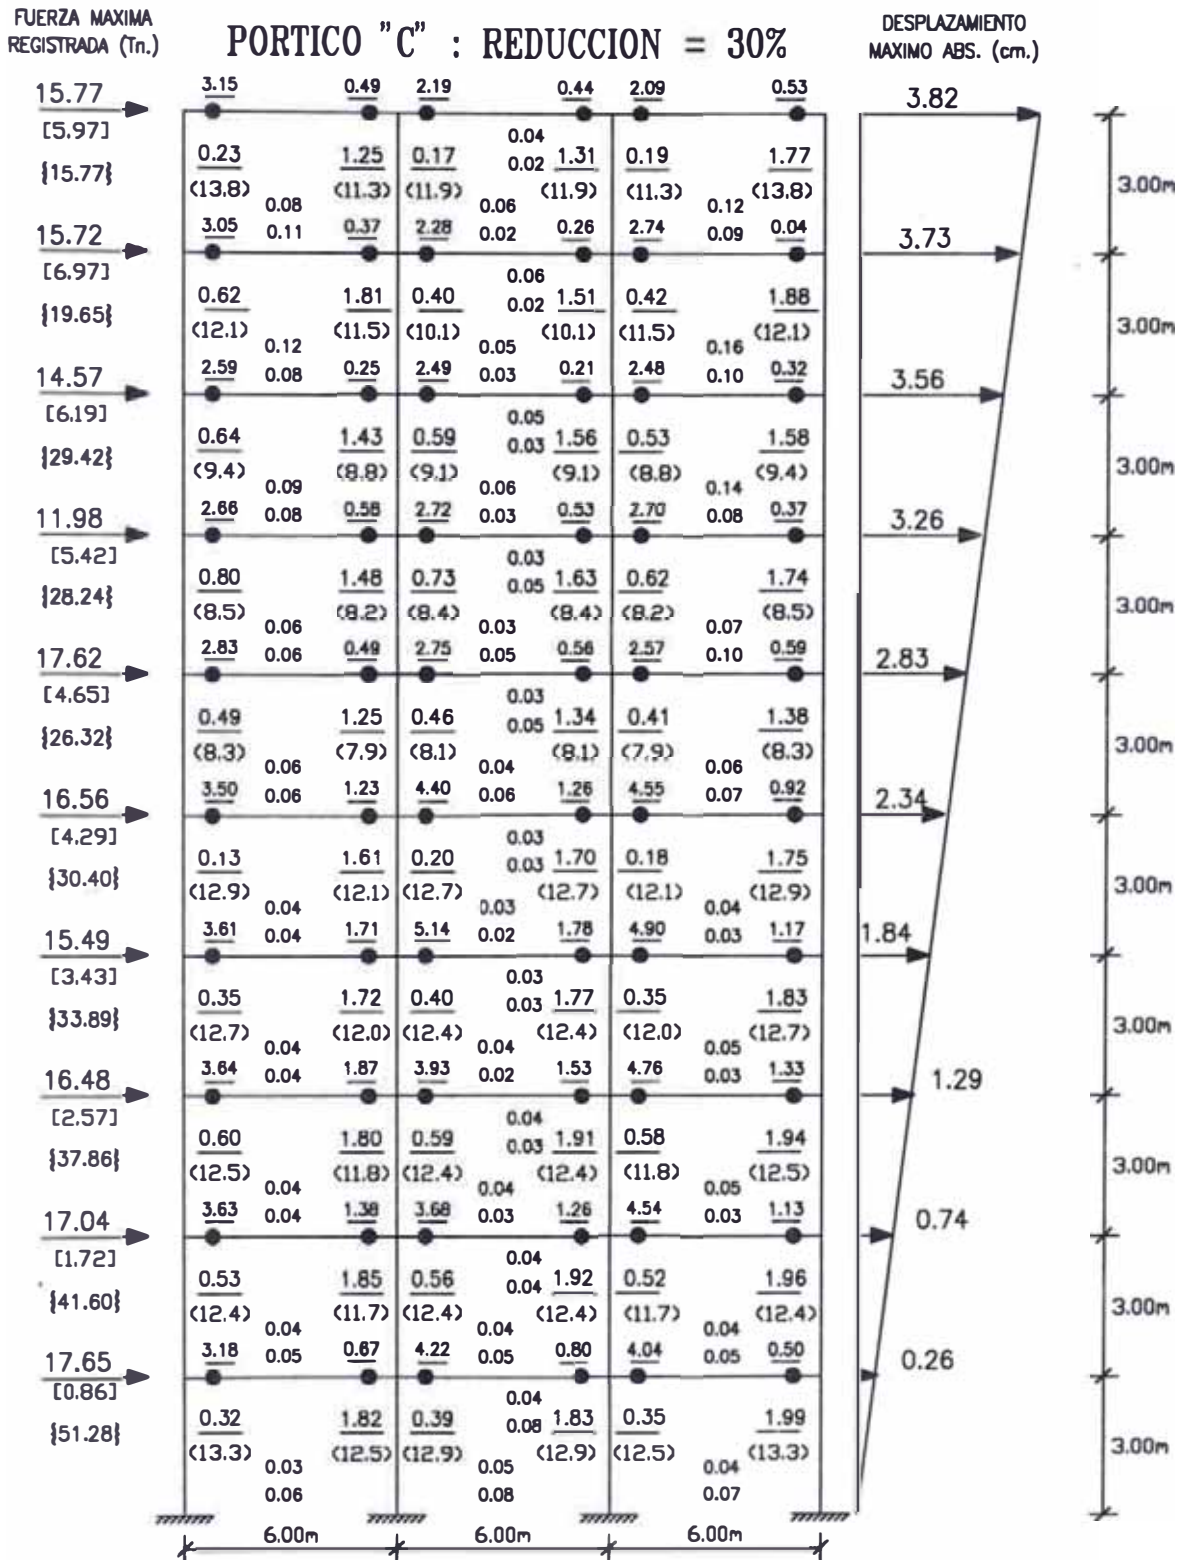 FUERZA MAXIMA
REGISTRADA (Tn.)
PORTICO "C" : REDUCCION = 30%
DESPLAZAMIENTO
MAXIMO ABS. (cm.)
15.77 3.15 0.49 2.19 0.44 2.09 0.53 3.82
[5.97] 0.04
{15.77} 0.23 1.25 0.17 0.02 1.31 0.19 1.77
(13.8) (11.3) (11.9) (11.9) (11.3) (13.8) 3.00m
0.08 0.06 0.12
15.72 3.05 0.11 0.37 2.28 0.02 0.26 2.74 0.09 0.04 3.73
[6.97] 0.06
{19.65} 0.62 1.81 0.40 0.02 1.51 0.42 1.88
(12.1) (11.5) (10.1) (10.1) (11.5) (12.1) 3.00m
0.12 0.05 0.16
14.57 2.59 0.08 0.25 2.49 0.03 0.21 2.48 0.10 0.32 3.56
[6.19] 0.05
{29.42} 0.64 1.43 0.59 0.03 1.56 0.53 1.58
(9.4) (8.8) (9.1) (9.1) (8.8) (9.4) 3.00m
0.09 0.06 0.14
11.98 2.66 0.08 0.58 2.72 0.03 0.53 2.70 0.08 0.37 3.26
[5.42] 0.03
{28.24} 0.80 1.48 0.73 0.05 1.63 0.62 1.74
(8.5) (8.2) (8.4) (8.4) (8.2) (8.5) 3.00m
0.06 0.03 0.07
17.62 2.83 0.06 0.49 2.75 0.05 0.56 2.57 0.10 0.59 2.83
[4.65] 0.03
{26.32} 0.49 1.25 0.46 0.05 1.34 0.41 1.38
(8.3) (7.9) (8.1) (8.1) (7.9) (8.3) 3.00m
0.06 0.04 0.06
16.56 3.50 0.06 1.23 4.40 0.06 1.26 4.55 0.07 0.92 2.34
[4.29] 0.03
{30.40} 0.13 1.61 0.20 0.03 1.70 0.18 1.75
(12.9) (12.1) (12.7) (12.7) (12.1) (12.9) 3.00m
0.04 0.03 0.04
15.49 3.61 0.04 1.71 5.14 0.02 1.78 4.90 0.03 1.17 1.84
[3.43] 0.03
{33.89} 0.35 1.72 0.40 0.03 1.77 0.35 1.83
(12.7) (12.0) (12.4) (12.4) (12.0) (12.7) 3.00m
0.04 0.04 0.05
16.48 3.64 0.04 1.87 3.93 0.02 1.53 4.76 0.03 1.33 1.29
[2.57] 0.04
{37.86} 0.60 1.80 0.59 0.03 1.91 0.58 1.94
(12.5) (11.8) (12.4) (12.4) (11.8) (12.5) 3.00m
0.04 0.04 0.05
17.04 3.63 0.04 1.38 3.68 0.03 1.26 4.54 0.03 1.13 0.74
[1.72] 0.04
{41.60} 0.53 1.85 0.56 0.04 1.92 0.52 1.96
(12.4) (11.7) (12.4) (12.4) (11.7) (12.4) 3.00m
0.04 0.04 0.04
17.65 3.18 0.05 0.67 4.22 0.05 0.80 4.04 0.05 0.50 0.26
[0.86] 0.04
{51.28} 0.32 1.82 0.39 0.08 1.83 0.35 1.99
(13.3) (12.5) (12.9) (12.9) (12.5) (13.3) 3.00m
0.03 0.05 0.04
0.06 0.08 0.07
6.00m 6.00m 6.00m